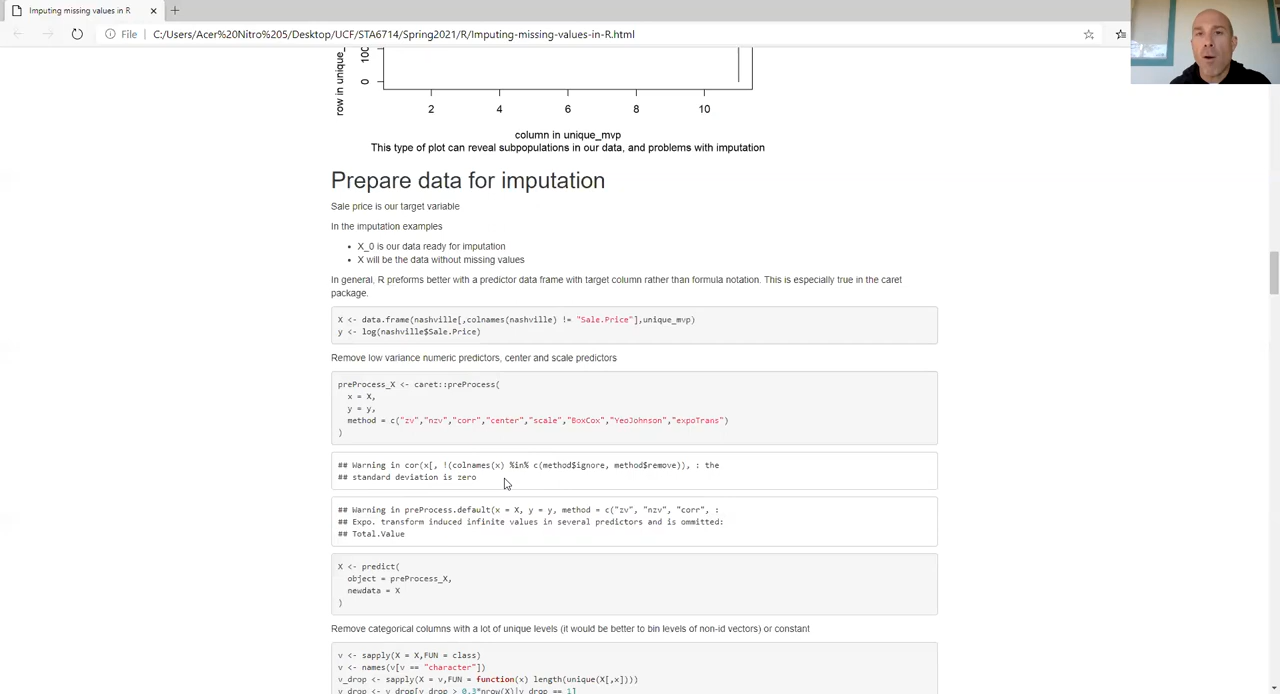 Imputing missing values in R
File
C:/Users/Acer%20Nitro%205/Desktop/UCF/STA6714/Spring2021/R/Imputing-missing-values-in-R.html
row in unique_
0
100
2
4
6
8
10
column in unique_mvp
This type of plot can reveal subpopulations in our data, and problems with imputation
Prepare data for imputation
Sale price is our target variable
In the imputation examples
• X_0 is our data ready for imputation
• X will be the data without missing values
In general, R preforms better with a predictor data frame with target column rather than formula notation. This is especially true in the caret
package.
X <- data.frame(nashville[,colnames(nashville) != "Sale.Price"],unique_mvp)
y <- log(nashville$Sale.Price)
Remove low variance numeric predictors, center and scale predictors
preProcess_X <- caret::preProcess(
x = X,
y = y,
method = c("zv","nzv","corr","center","scale","BoxCox","YeoJohnson","expoTrans")
)
## Warning in cor(x[, !(colnames(x) %in% c(method$ignore, method$remove)), : the
## standard deviation is zero
## Warning in preProcess.default(x = X, y = y, method = c("zv", "nzv", "corr", :
## Expo. transform induced infinite values in several predictors and is ommitted:
## Total.Value
X <- predict(
object = preProcess_X,
newdata = X
)
Remove categorical columns with a lot of unique levels (it would be better to bin levels of non-id vectors) or constant
v <- sapply(X = X,FUN = class)
v <- names(v[v == "character"])
v_drop <- sapply(X = v,FUN = function(x) length(unique(X[,x])))
v_drop <- v_drop[v_drop > 0.3*nrow(X)|v_drop == 1]